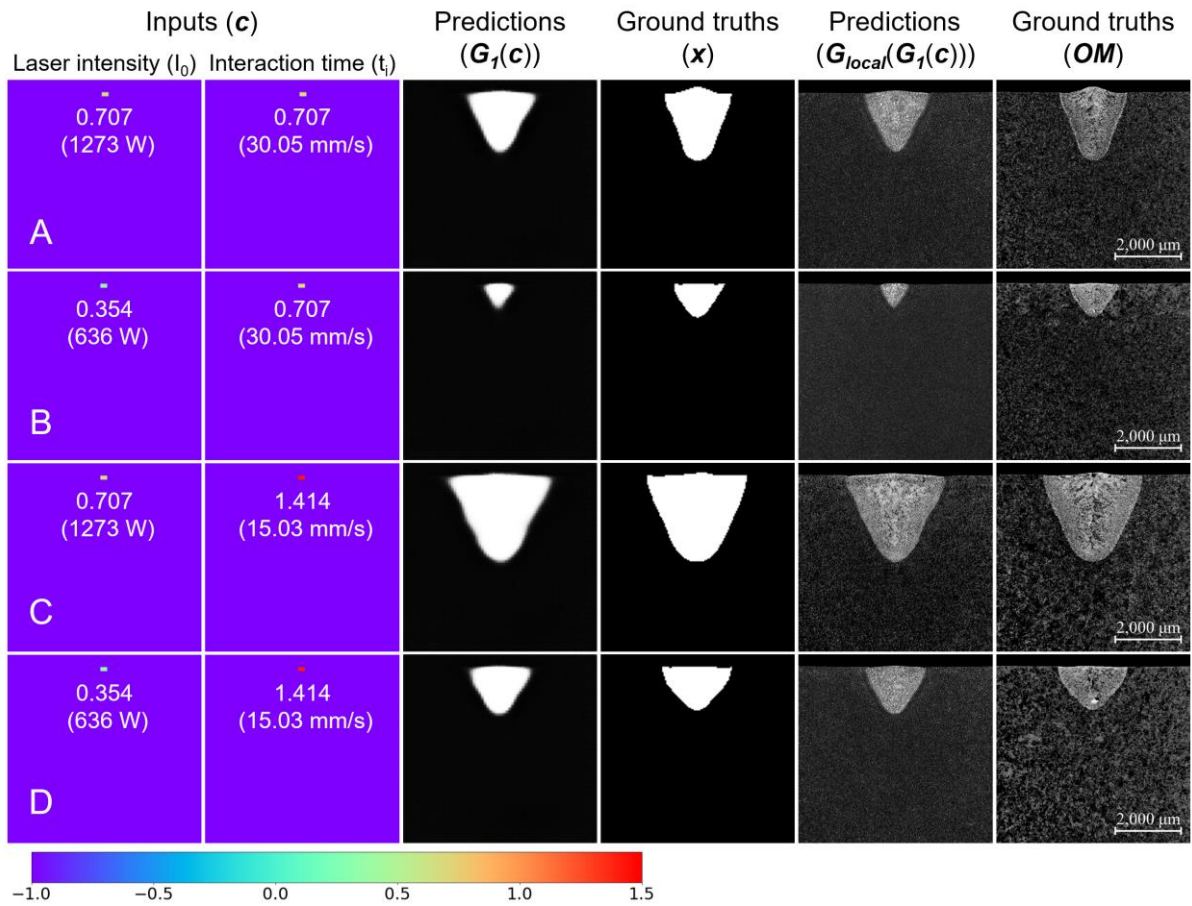 Inputs (c)
Predictions
(G1(c))
Ground truths
(x)
Predictions
(Glocal(G1(c)))
Ground truths
(OM)
Laser intensity (I0)
Interaction time (ti)
0.707
(1273 W)
0.707
(30.05 mm/s)
A
2,000 μm
0.354
(636 W)
0.707
(30.05 mm/s)
B
2,000 μm
0.707
(1273 W)
1.414
(15.03 mm/s)
C
2,000 μm
0.354
(636 W)
1.414
(15.03 mm/s)
D
2,000 μm
−1.0 −0.5 0.0 0.5 1.0 1.5